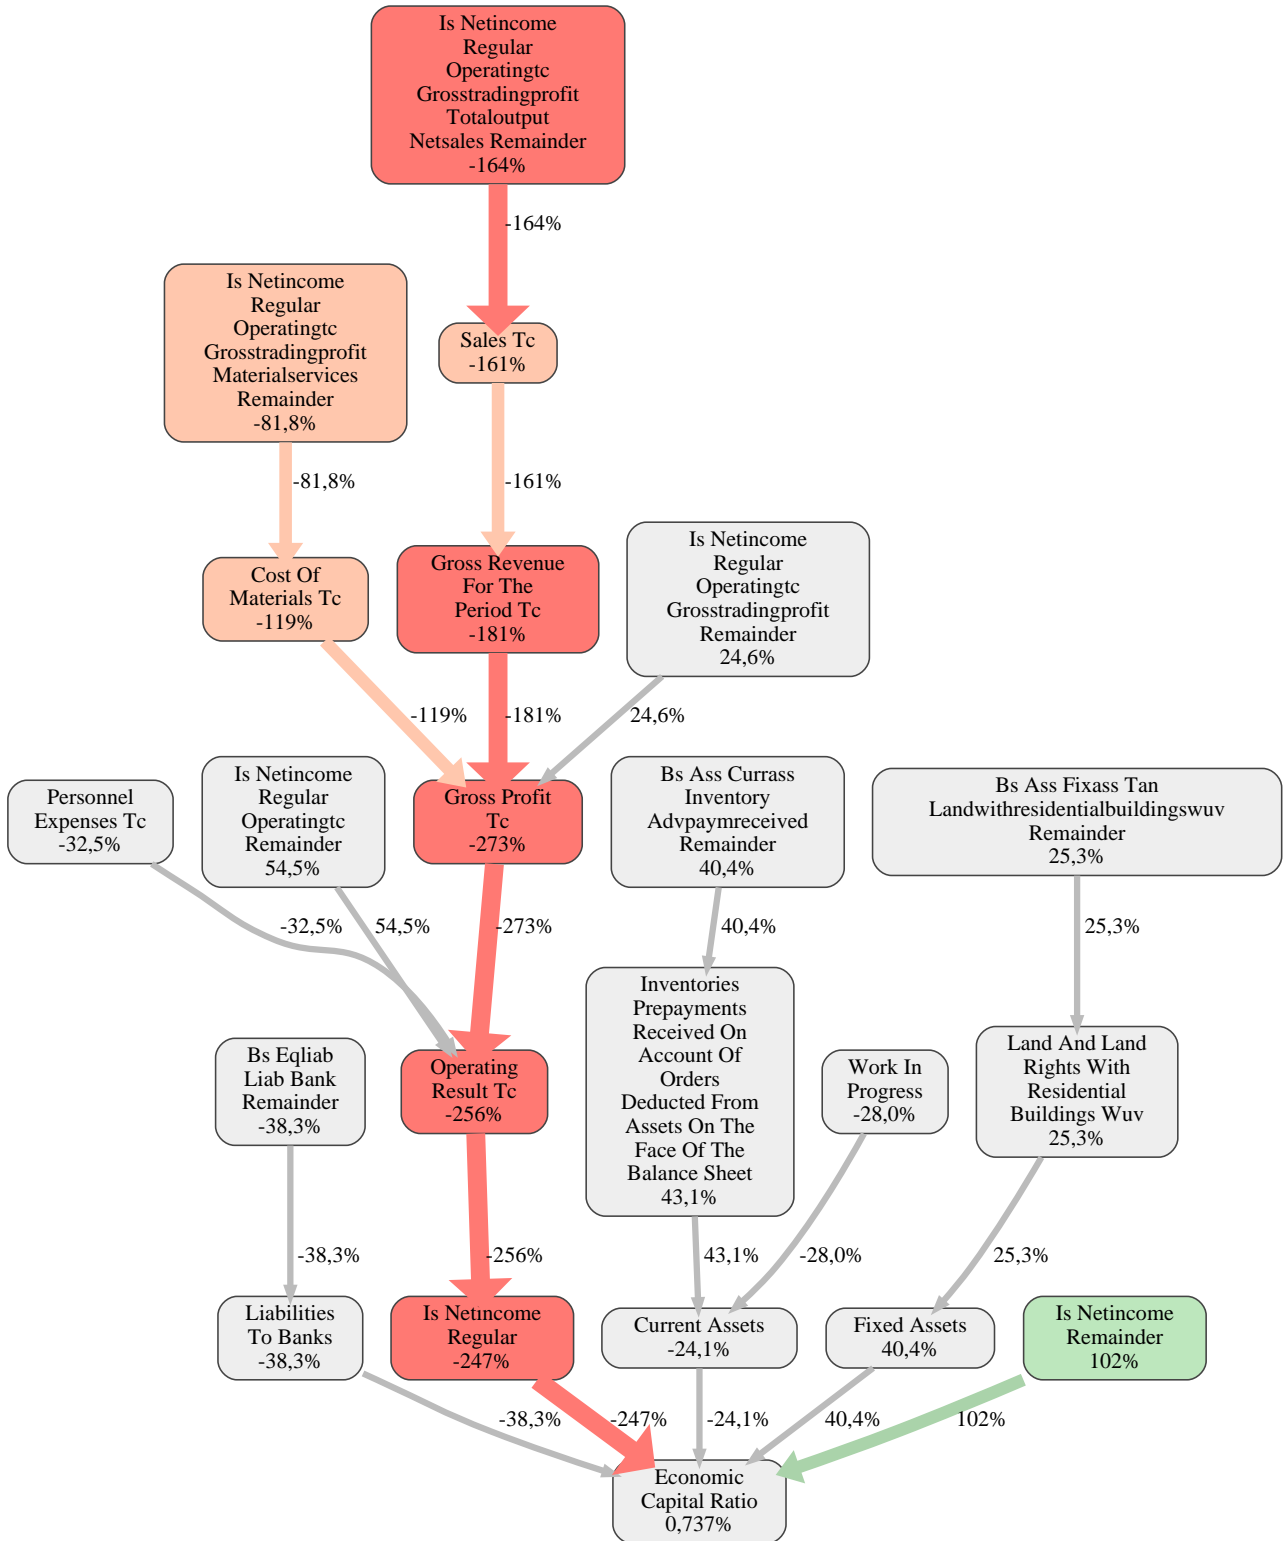 Is Netincome
Regular
Operatingtc
Grosstradingprofit
Totaloutput
Netsales Remainder
-164%
-164%
Is Netincome
Regular
Operatingtc
Grosstradingprofit
Materialservices
Remainder
-81,8%
Sales Tc
-161%
-81,8%
-161%
Is Netincome
Regular
Operatingtc
Grosstradingprofit
Remainder
24,6%
Cost Of
Materials Tc
-119%
Gross Revenue
For The
Period Tc
-181%
-119%
-181%
24,6%
Personnel
Expenses Tc
-32,5%
Is Netincome
Regular
Operatingtc
Remainder
54,5%
Gross Profit
Tc
-273%
Bs Ass Currass
Inventory
Advpaymreceived
Remainder
40,4%
Bs Ass Fixass Tan
Landwithresidentialbuildingswuv
Remainder
25,3%
-32,5%
54,5%
-273%
40,4%
25,3%
Inventories
Prepayments
Received On
Account Of
Orders
Deducted From
Assets On The
Face Of The
Balance Sheet
43,1%
Bs Eqliab
Liab Bank
Remainder
-38,3%
Operating
Result Tc
-256%
Work In
Progress
-28,0%
Land And Land
Rights With
Residential
Buildings Wuv
25,3%
-38,3%
-256%
43,1%
-28,0%
25,3%
Liabilities
To Banks
-38,3%
Is Netincome
Regular
-247%
Current Assets
-24,1%
Fixed Assets
40,4%
Is Netincome
Remainder
102%
-38,3%
-247%
-24,1%
40,4%
102%
Economic
Capital Ratio
0,737%